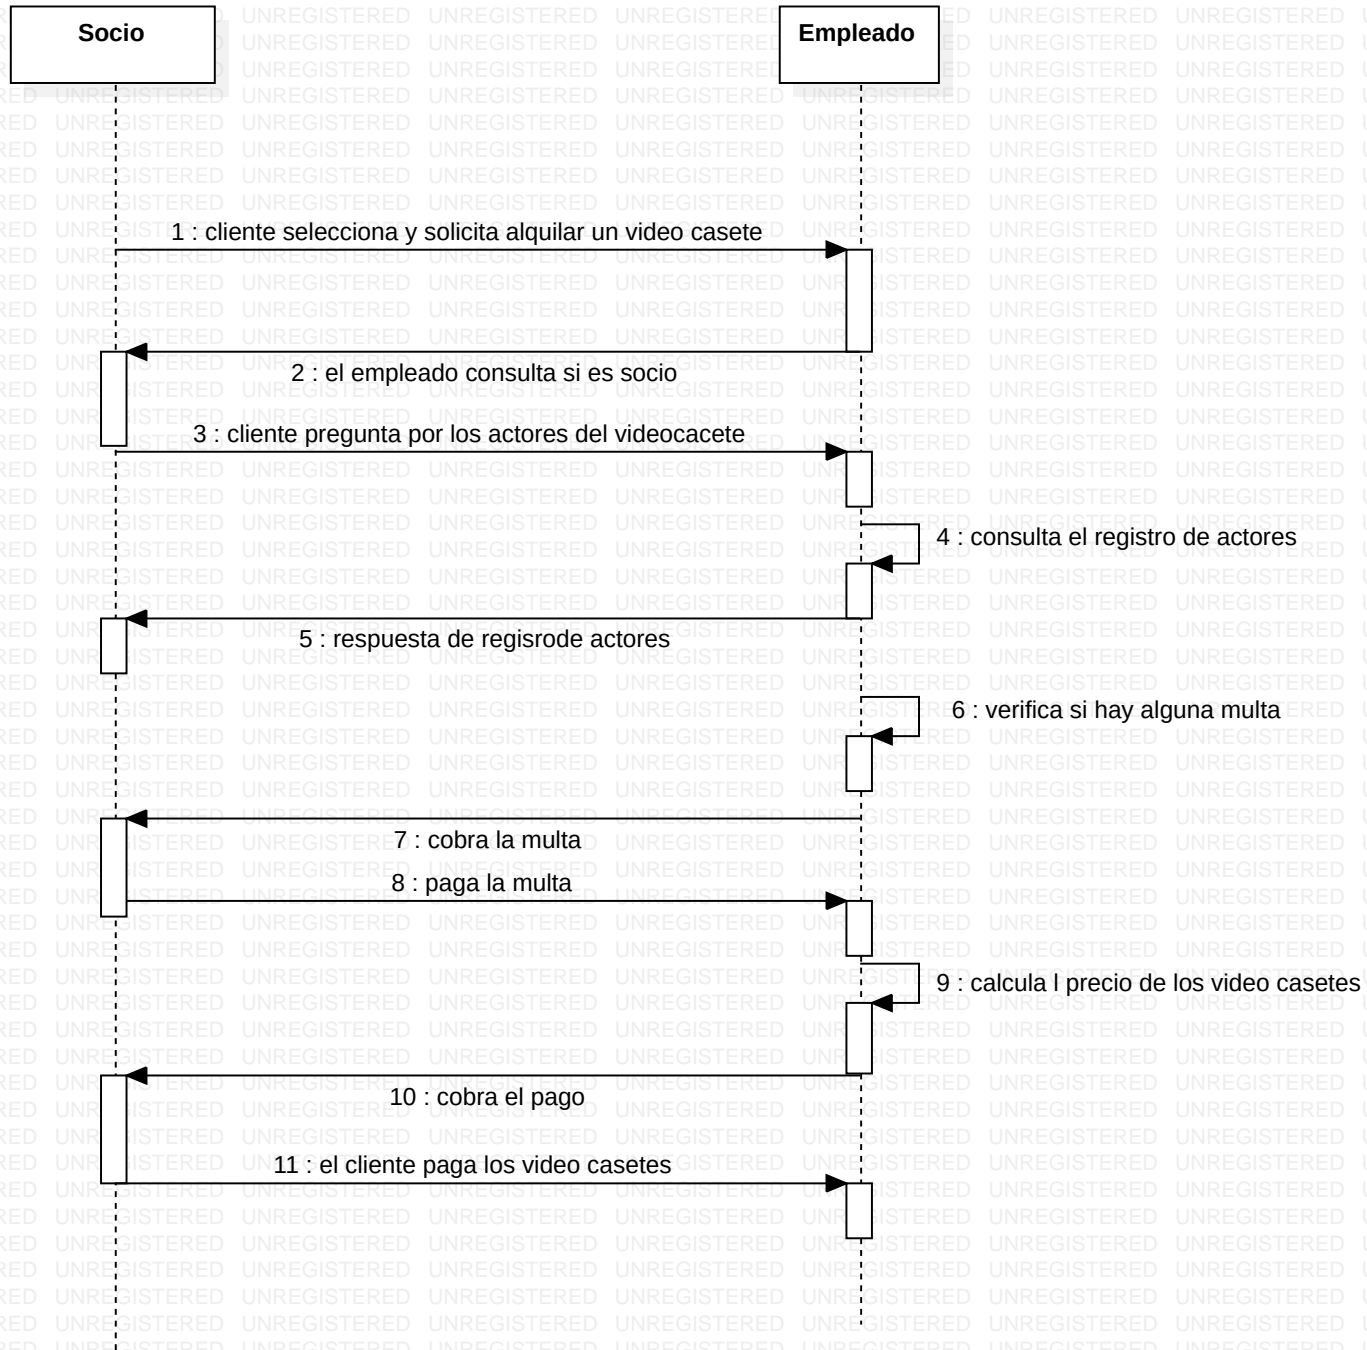 Socio
Empleado
1 : cliente selecciona y solicita alquilar un video casete
2 : el empleado consulta si es socio
3 : cliente pregunta por los actores del videocacete
4 : consulta el registro de actores
5 : respuesta de regisrode actores
6 : verifica si hay alguna multa
7 : cobra la multa
8 : paga la multa
9 : calcula l precio de los video casetes
10 : cobra el pago
11 : el cliente paga los video casetes
UNREGISTERED